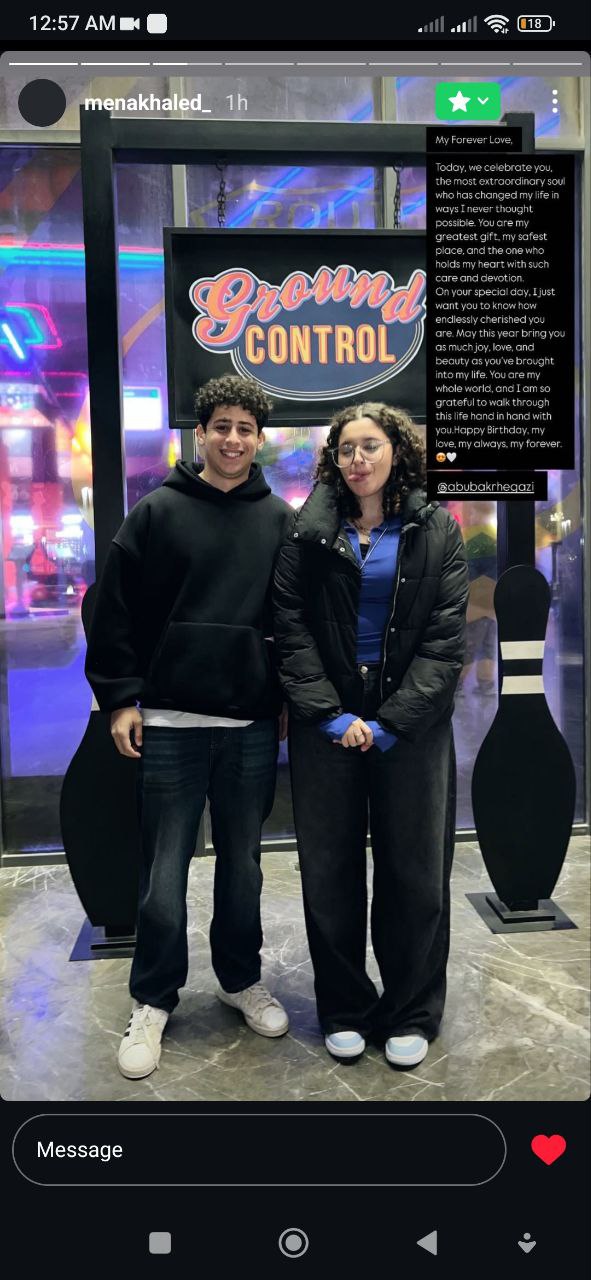 12:57 AM
18
menakhaled_ 1h
My Forever Love,
Today, we celebrate you,
the most extraordinary soul
who has changed my life in
ways I never thought
possible. You are my
greatest gift, my safest
place, and the one who
holds my heart with such
care and devotion.
On your special day, I just
want you to know how
endlessly cherished you
are. May this year bring you
as much joy, love, and
beauty as you've brought
into my life. You are my
whole world, and I am so
grateful to walk through
this life hand in hand with
you.Happy Birthday, my
love, my always, my forever.
😍🤍
@abubakrhegazi
Ground
CONTROL
Message